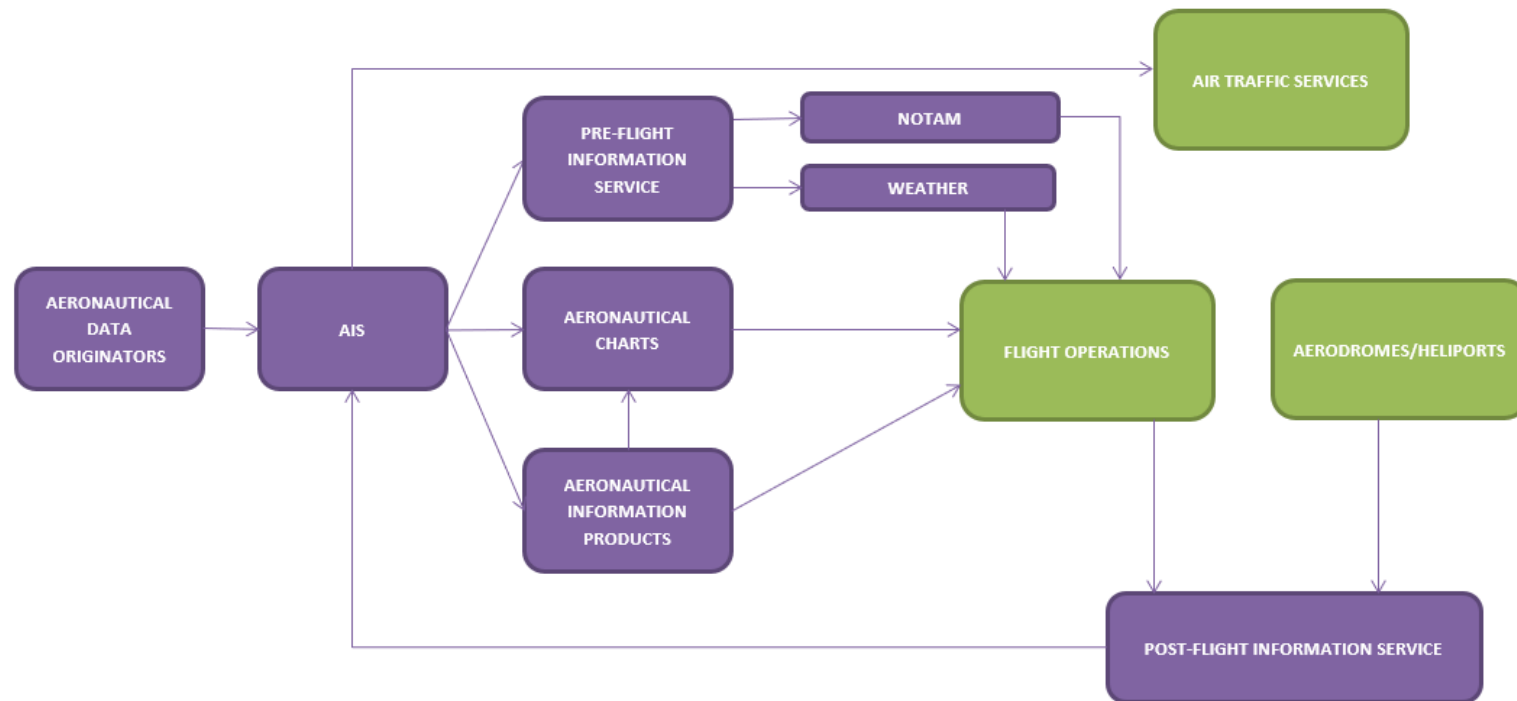 AIR TRAFFIC SERVICES
PRE-FLIGHT
INFORMATION
SERVICE
NOTAM
WEATHER
AERONAUTICAL
DATA
ORIGINATORS
AIS
AERONAUTICAL
CHARTS
FLIGHT OPERATIONS
AERODROMES/HELIPORTS
AERONAUTICAL
INFORMATION
PRODUCTS
POST-FLIGHT INFORMATION SERVICE